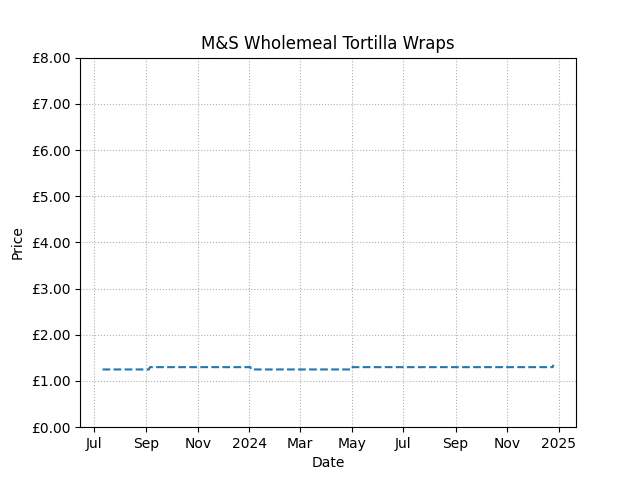 M&S Wholemeal Tortilla Wraps
£8.00
£7.00
£6.00
£5.00
£4.00
£3.00
£2.00
£1.00
£0.00
Price
Jul Sep Nov 2024 Mar May Jul Sep Nov 2025
Date